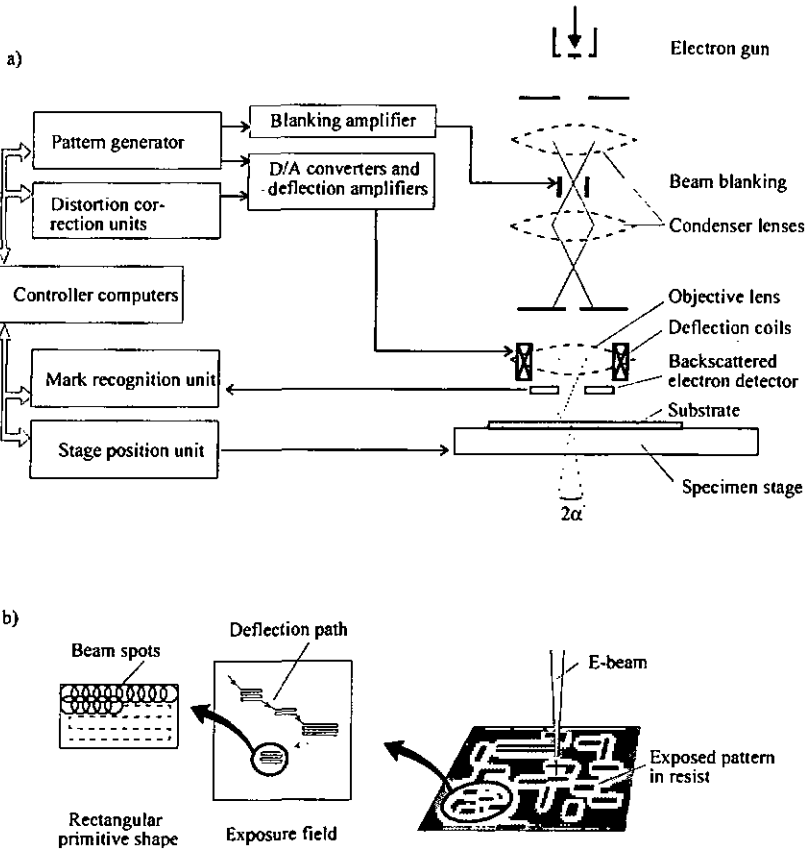 a)
Electron gun
Pattern generator
Blanking amplifier
D/A converters and
deflection amplifiers
Beam blanking
Distortion cor-
rection units
Condenser lenses
Controller computers
Objective lens
Deflection coils
Mark recognition unit
Backscattered
electron detector
Substrate
Stage position unit
Specimen stage
2α
b)
Beam spots
Deflection path
E-beam
Exposed pattern
in resist
Rectangular
primitive shape
Exposure field